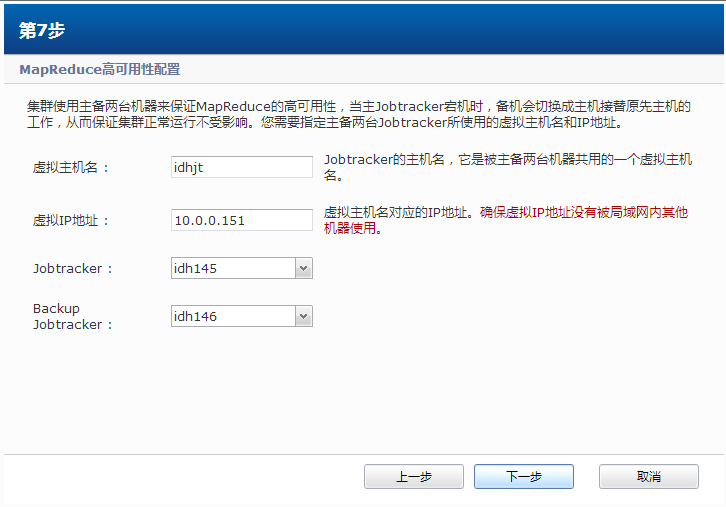 第7步
MapReduce高可用性配置
集群使用主备两台机器来保证MapReduce的高可用性，当主Jobtracker宕机时，备机会切换成主机接替原先主机的
工作，从而保证集群正常运行不受影响。您需要指定主备两台Jobtracker所使用的虚拟主机名和IP地址。
虚拟主机名： idhjt Jobtracker的主机名，它是被主备两台机器共用的一个虚拟主机
名。
虚拟IP地址： 10.0.0.151 虚拟主机名对应的IP地址。确保虚拟IP地址没有被局域网内其他
机器使用。
Jobtracker： idh145
Backup
Jobtracker： idh146
上一步 下一步 取消